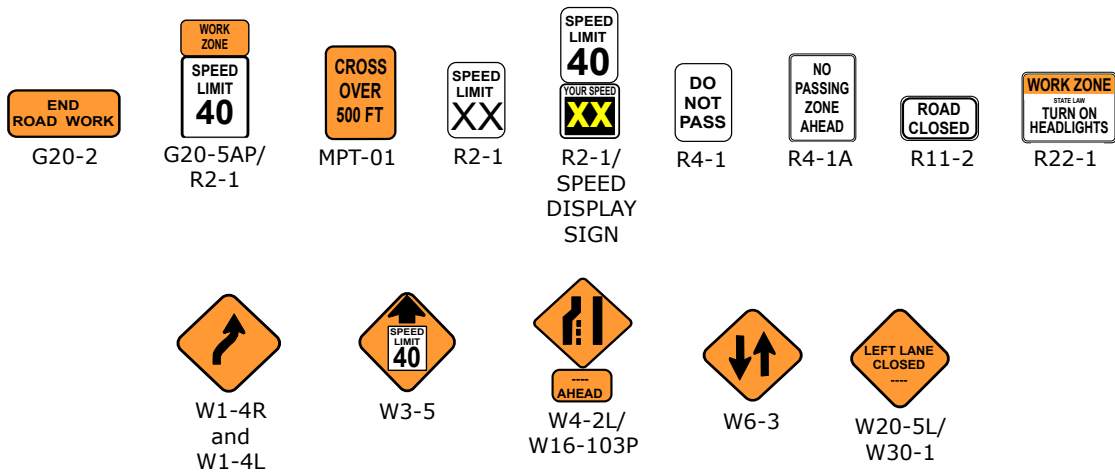 END
ROAD WORK
G20-2
WORK
ZONE
SPEED
LIMIT
40
G20-5AP/
R2-1
CROSS
OVER
500 FT
MPT-01
SPEED
LIMIT
XX
R2-1
SPEED
LIMIT
40
YOUR SPEED
XX
R2-1/
SPEED
DISPLAY
SIGN
DO
NOT
PASS
R4-1
NO
PASSING
ZONE
AHEAD
R4-1A
ROAD
CLOSED
R11-2
WORK ZONE
STATE LAW
TURN ON
HEADLIGHTS
R22-1
W1-4R
and
W1-4L
SPEED
LIMIT
40
W3-5
----
AHEAD
W4-2L/
W16-103P
W6-3
LEFT LANE
CLOSED
----
W20-5L/
W30-1